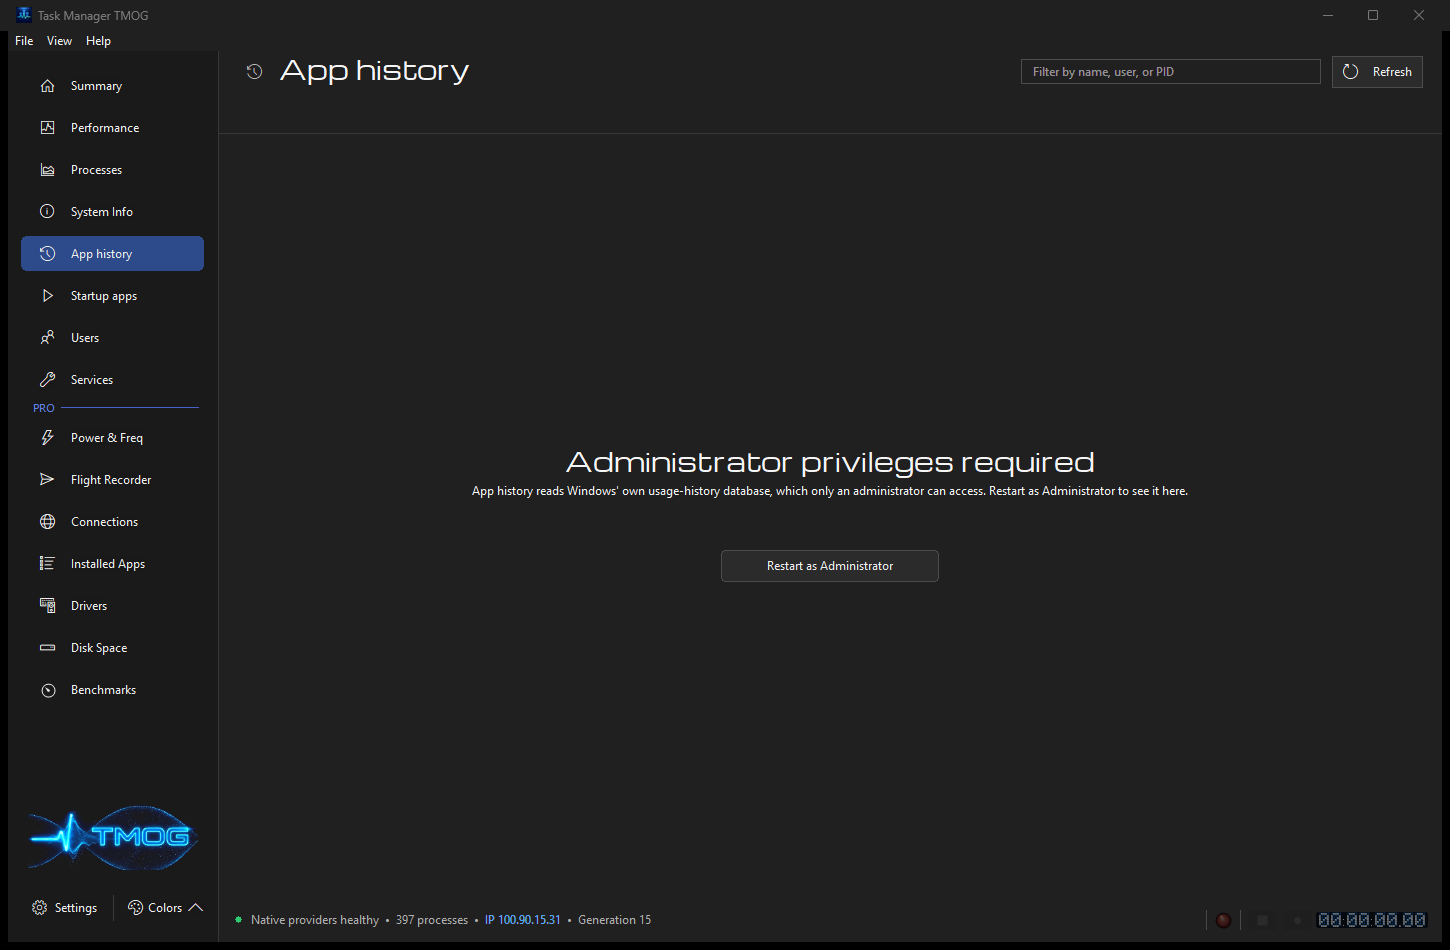 Task Manager TMOG
File View Help
App history
Filter by name, user, or PID
Refresh
Summary
Performance
Processes
System Info
App history
Startup apps
Users
Services
PRO
Power & Freq
Flight Recorder
Connections
Installed Apps
Drivers
Disk Space
Benchmarks
Administrator privileges required
App history reads Windows' own usage-history database, which only an administrator can access. Restart as Administrator to see it here.
Restart as Administrator
TMOG
Settings
Colors
Native providers healthy • 397 processes • IP 100.90.15.31 • Generation 15
00:00:00.00